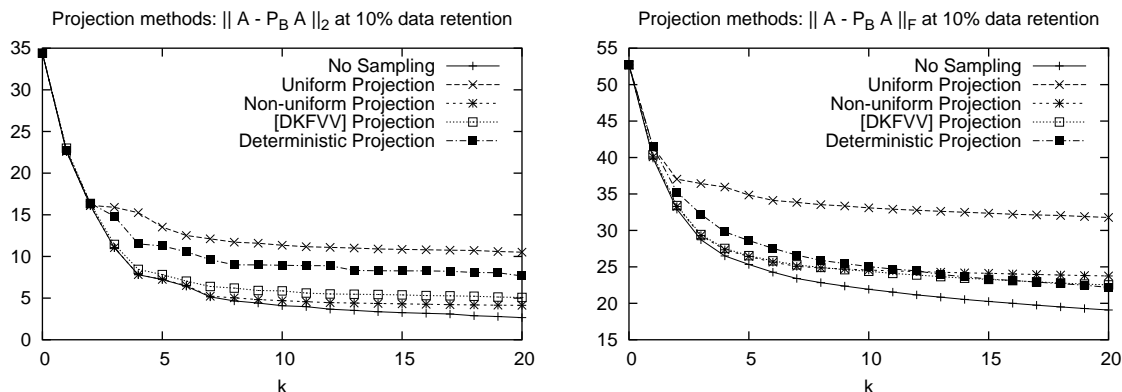 Projection methods: || A - P_B A ||_2 at 10% data retention
35
30
25
20
15
10
5
0
0 5 10 15 20
k
No Sampling
Uniform Projection
Non-uniform Projection
[DKFVV] Projection
Deterministic Projection
Projection methods: || A - P_B A ||_F at 10% data retention
55
50
45
40
35
30
25
20
15
0 5 10 15 20
k
No Sampling
Uniform Projection
Non-uniform Projection
[DKFVV] Projection
Deterministic Projection